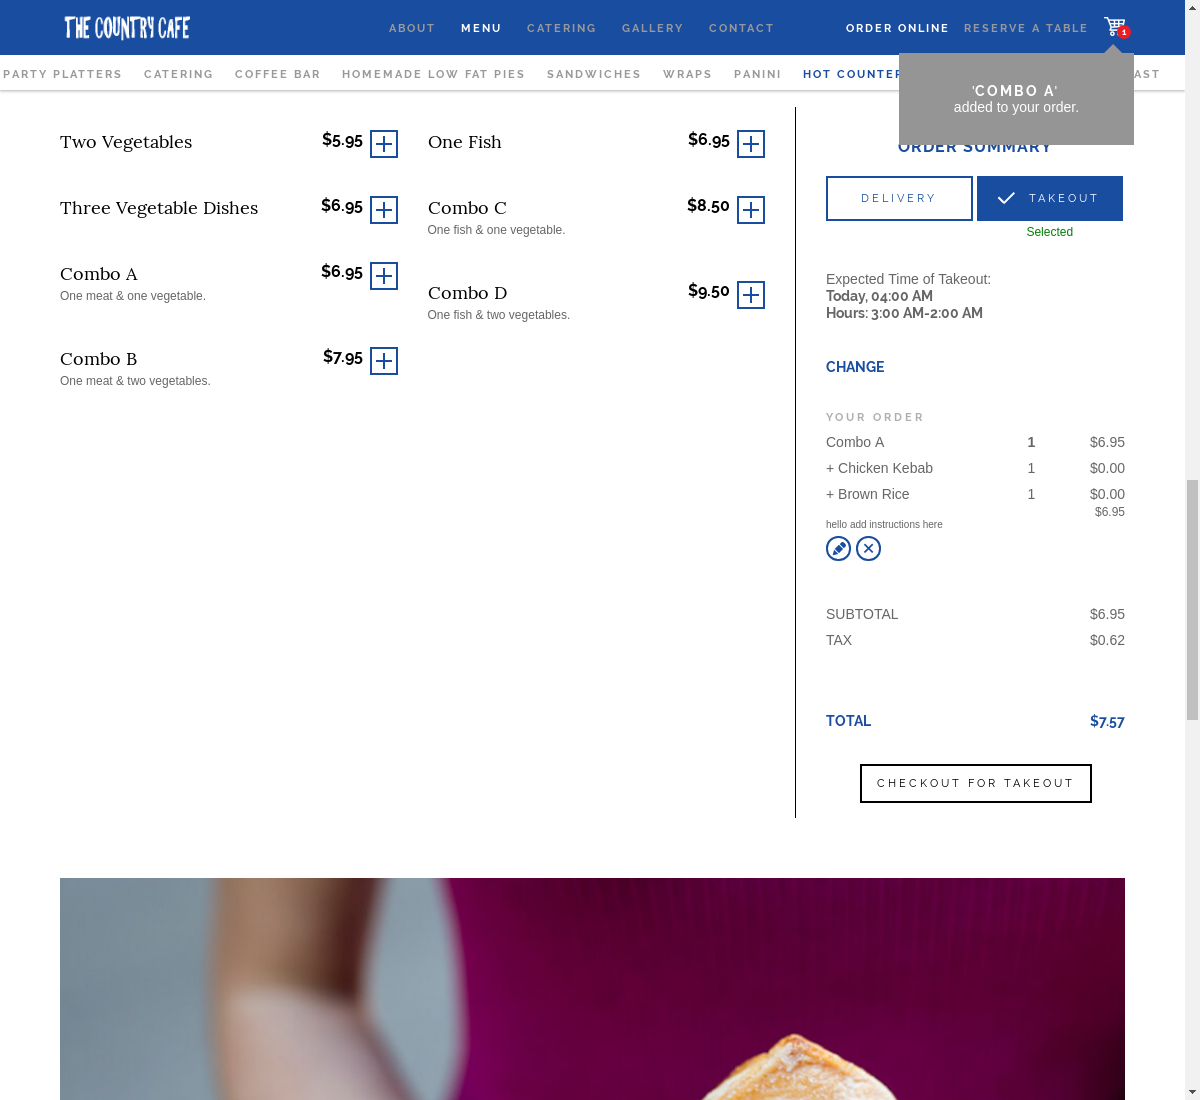 THE COUNTRY CAFE
ABOUT MENU CATERING GALLERY CONTACT ORDER ONLINE RESERVE A TABLE 1
PARTY PLATTERS CATERING COFFEE BAR HOMEMADE LOW FAT PIES SANDWICHES WRAPS PANINI HOT COUNTER
'COMBO A'
added to your order.
Two Vegetables $5.95
Three Vegetable Dishes $6.95
Combo A $6.95
One meat & one vegetable.
Combo B $7.95
One meat & two vegetables.
One Fish $6.95
Combo C $8.50
One fish & one vegetable.
Combo D $9.50
One fish & two vegetables.
ORDER SUMMARY
DELIVERY TAKEOUT
Selected
Expected Time of Takeout:
Today, 04:00 AM
Hours: 3:00 AM-2:00 AM
CHANGE
YOUR ORDER
Combo A 1 $6.95
+ Chicken Kebab 1 $0.00
+ Brown Rice 1 $0.00
$6.95
hello add instructions here
SUBTOTAL $6.95
TAX $0.62
TOTAL $7.57
CHECKOUT FOR TAKEOUT